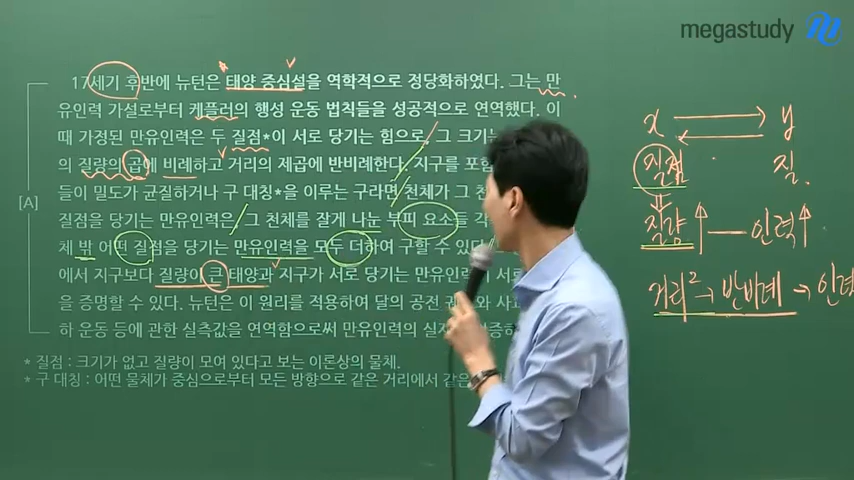 megastudy
17세기 후반에 뉴턴은 태양 중심설을 역학적으로 정당화하였다. 그는 만
유인력 가설로부터 케플러의 행성 운동 법칙들을 성공적으로 연역했다. 이
때 가정된 만유인력은 두 질점*이 서로 당기는 힘으로, 그 크기는
의 질량의 곱에 비례하고 거리의 제곱에 반비례한다. 지구를 포함
들이 밀도가 균질하거나 구 대칭*을 이루는 구라면 천체가 그 천
[A]
질점을 당기는 만유인력은, 그 천체를 잘게 나눈 부피 요소들
체 밖 어떤 질점을 당기는 만유인력을 모두 더하여 구할 수 있다
에서 지구보다 질량이 큰 태양과 지구가 서로 당기는 만유인력이 서로
을 증명할 수 있다. 뉴턴은 이 원리를 적용하여 달의 공전
하 운동 등에 관한 실측값을 연역함으로써 만유인력의
* 질점 : 크기가 없고 질량이 모여 있다고 보는 이론상의 물체.
* 구 대칭 : 어떤 물체가 중심으로부터 모든 방향으로 같은 거리에서 같은
x y
질점 질.
질량↑ — 인력↑
거리² → 반비례 → 인력